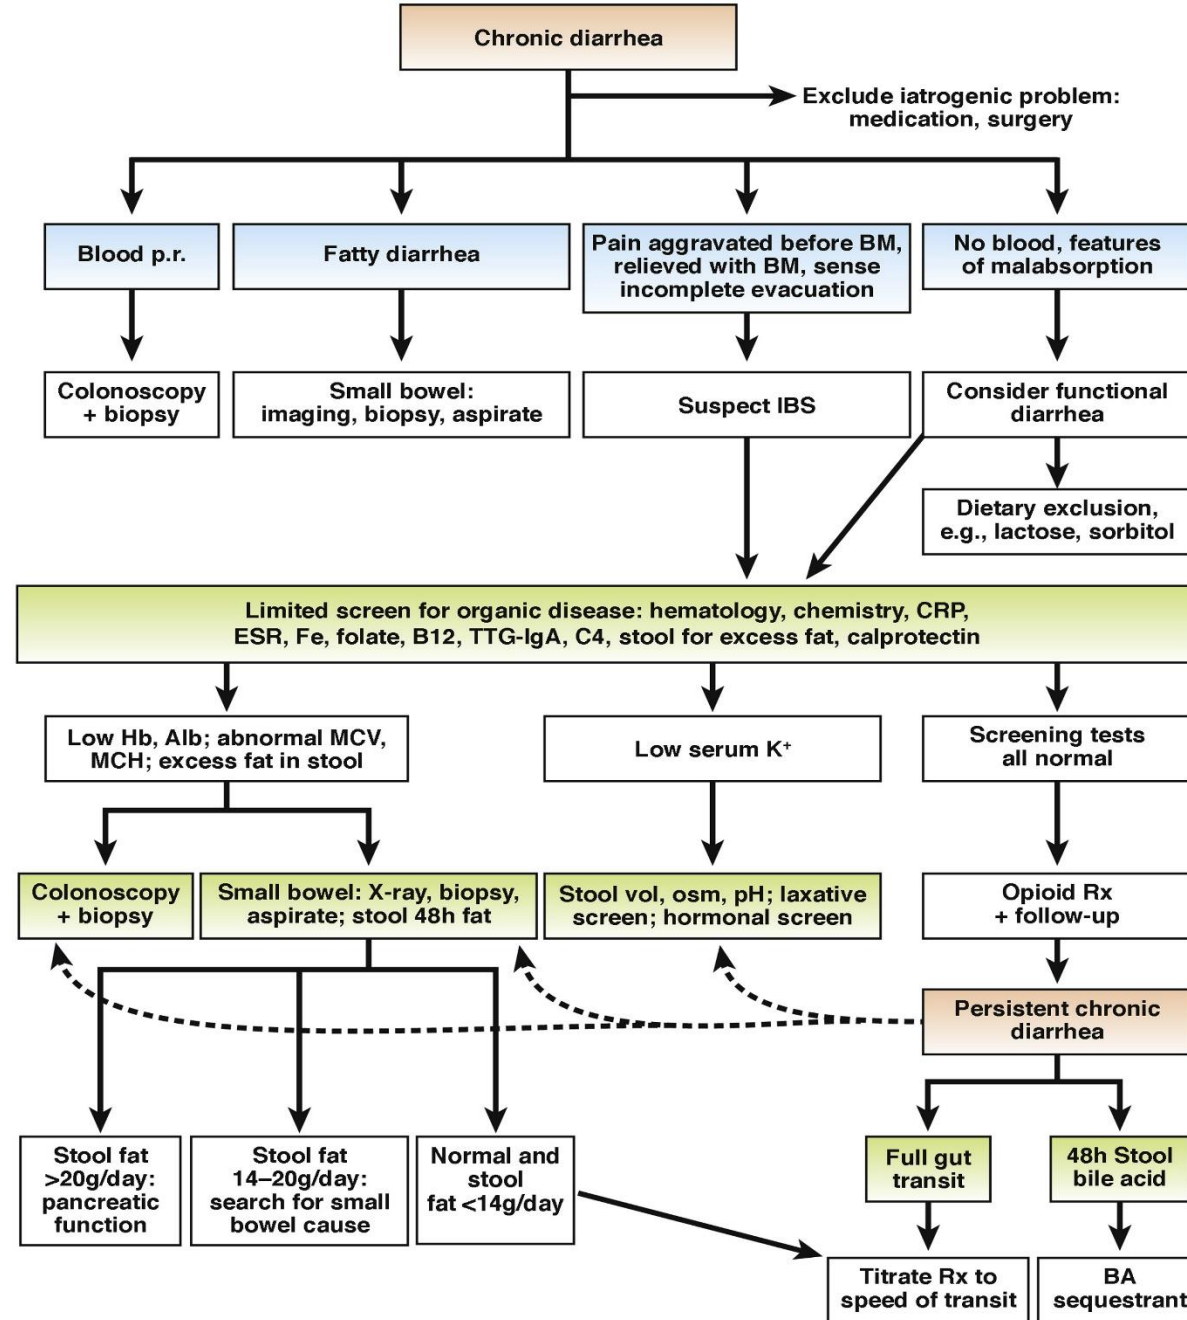 Chronic diarrhea
Exclude iatrogenic problem:
medication, surgery
Blood p.r.
Fatty diarrhea
Pain aggravated before BM,
relieved with BM, sense
incomplete evacuation
No blood, features
of malabsorption
Colonoscopy
+ biopsy
Small bowel:
imaging, biopsy, aspirate
Suspect IBS
Consider functional
diarrhea
Dietary exclusion,
e.g., lactose, sorbitol
Limited screen for organic disease: hematology, chemistry, CRP,
ESR, Fe, folate, B12, TTG-IgA, C4, stool for excess fat, calprotectin
Low Hb, Alb; abnormal MCV,
MCH; excess fat in stool
Low serum K⁺
Screening tests
all normal
Colonoscopy
+ biopsy
Small bowel: X-ray, biopsy,
aspirate; stool 48h fat
Stool vol, osm, pH; laxative
screen; hormonal screen
Opioid Rx
+ follow-up
Persistent chronic
diarrhea
Stool fat
>20g/day:
pancreatic
function
Stool fat
14–20g/day:
search for small
bowel cause
Normal and
stool
fat <14g/day
Full gut
transit
48h Stool
bile acid
Titrate Rx to
speed of transit
BA
sequestrant